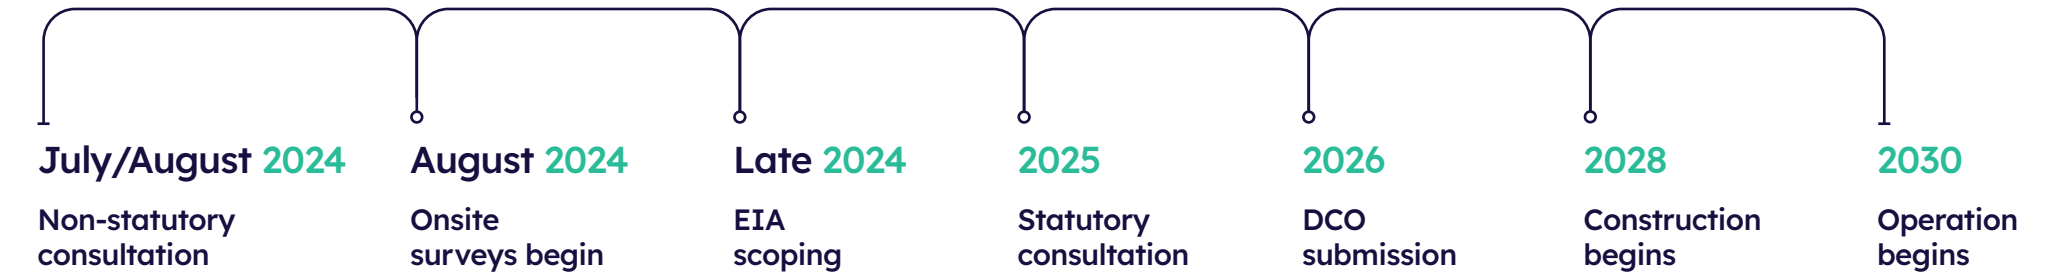 July/August 2024
Non-statutory
consultation
August 2024
Onsite
surveys begin
Late 2024
EIA
scoping
2025
Statutory
consultation
2026
DCO
submission
2028
Construction
begins
2030
Operation
begins